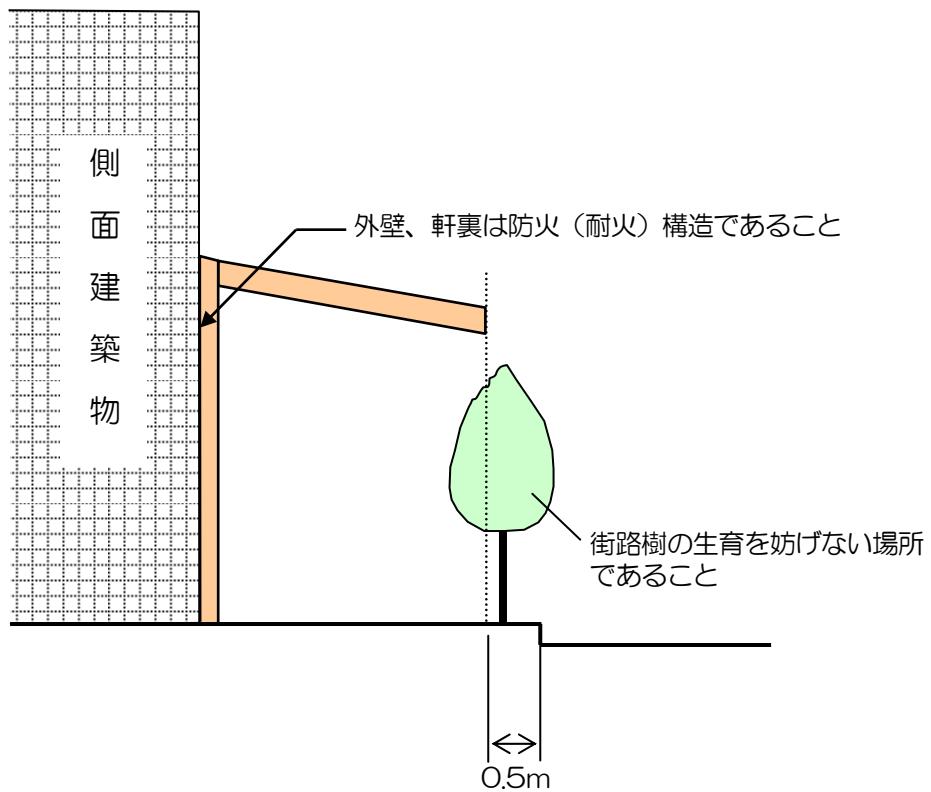 側面建築物
外壁、軒裏は防火（耐火）構造であること
街路樹の生育を妨げない場所
であること
0.5m